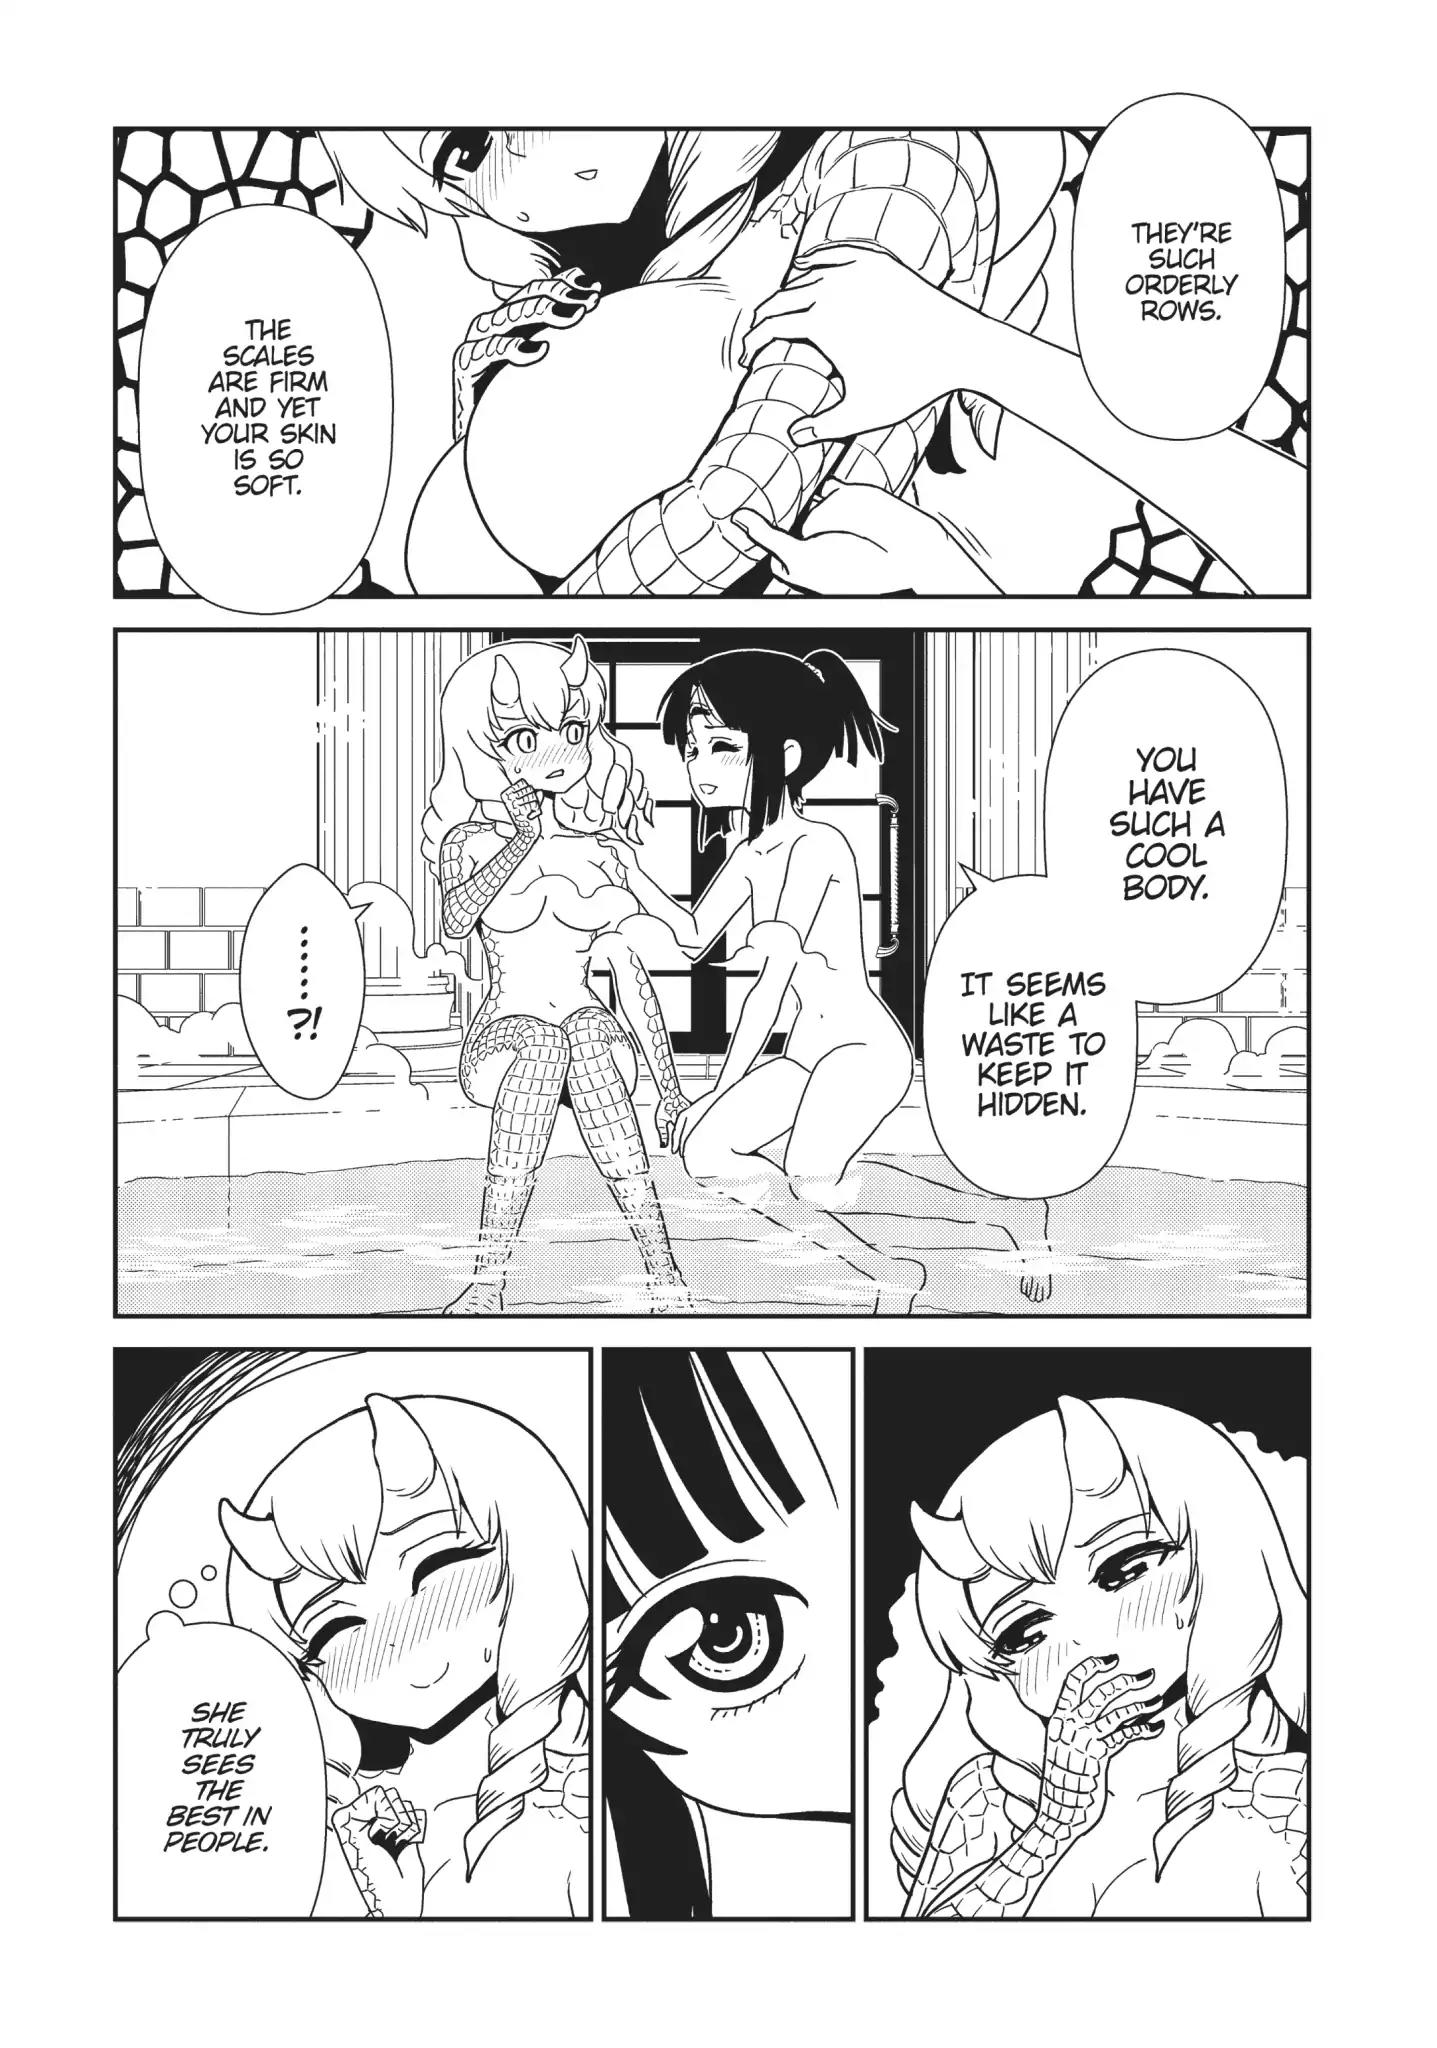 THEY'RE
SUCH
ORDERLY
ROWS.
THE
SCALES
ARE FIRM
AND YET
YOUR SKIN
IS SO
SOFT.
YOU
HAVE
SUCH A
COOL
BODY.
IT SEEMS
LIKE A
WASTE TO
KEEP IT
HIDDEN.
......
?!
SHE
TRULY
SEES
THE
BEST IN
PEOPLE.